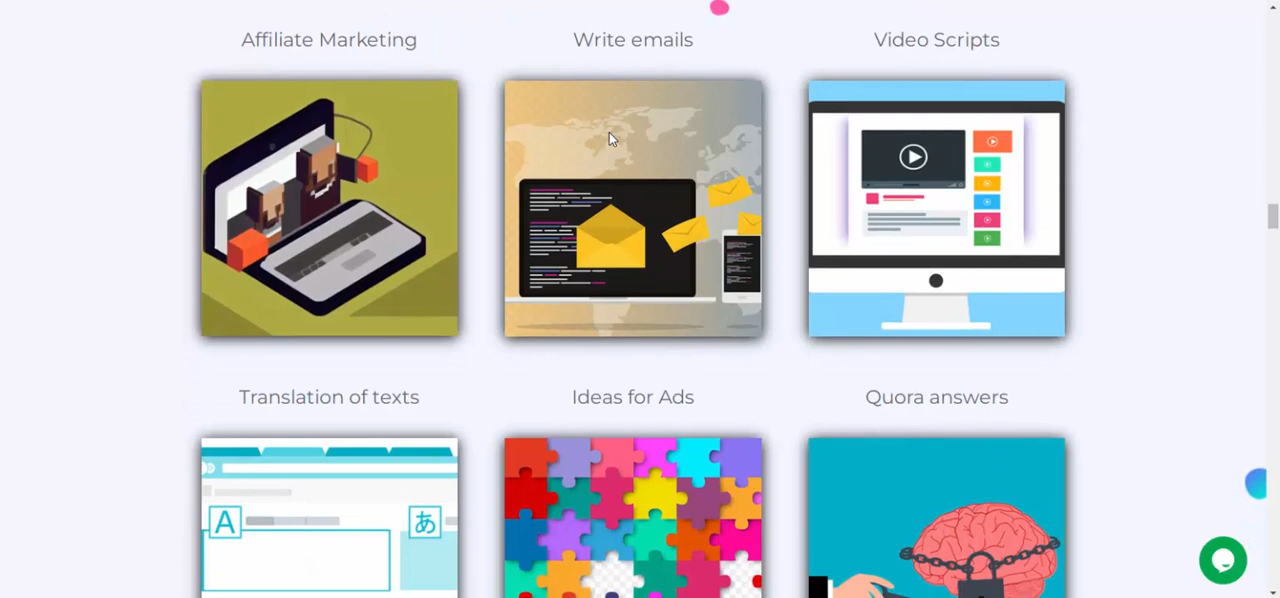 Affiliate Marketing
Write emails
Video Scripts
Translation of texts
Ideas for Ads
Quora answers
A
あ